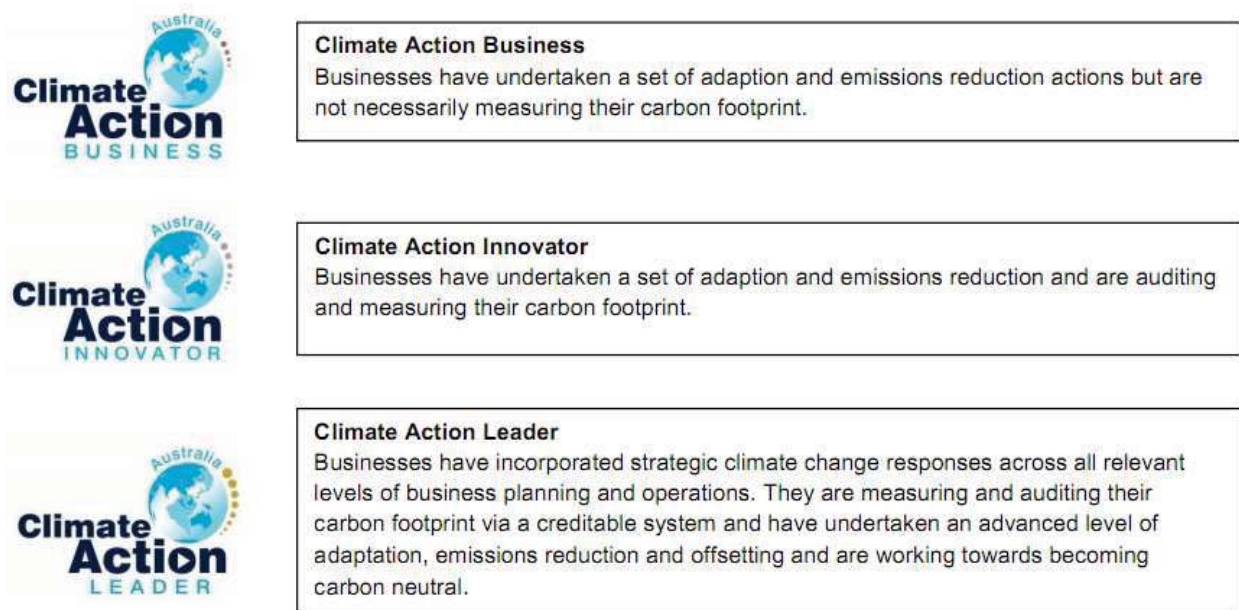 Australia
Climate
Action
BUSINESS
Climate Action Business
Businesses have undertaken a set of adaption and emissions reduction actions but are
not necessarily measuring their carbon footprint.
Australia
Climate
Action
INNOVATOR
Climate Action Innovator
Businesses have undertaken a set of adaption and emissions reduction and are auditing
and measuring their carbon footprint.
Australia
Climate
Action
LEADER
Climate Action Leader
Businesses have incorporated strategic climate change responses across all relevant
levels of business planning and operations. They are measuring and auditing their
carbon footprint via a creditable system and have undertaken an advanced level of
adaptation, emissions reduction and offsetting and are working towards becoming
carbon neutral.